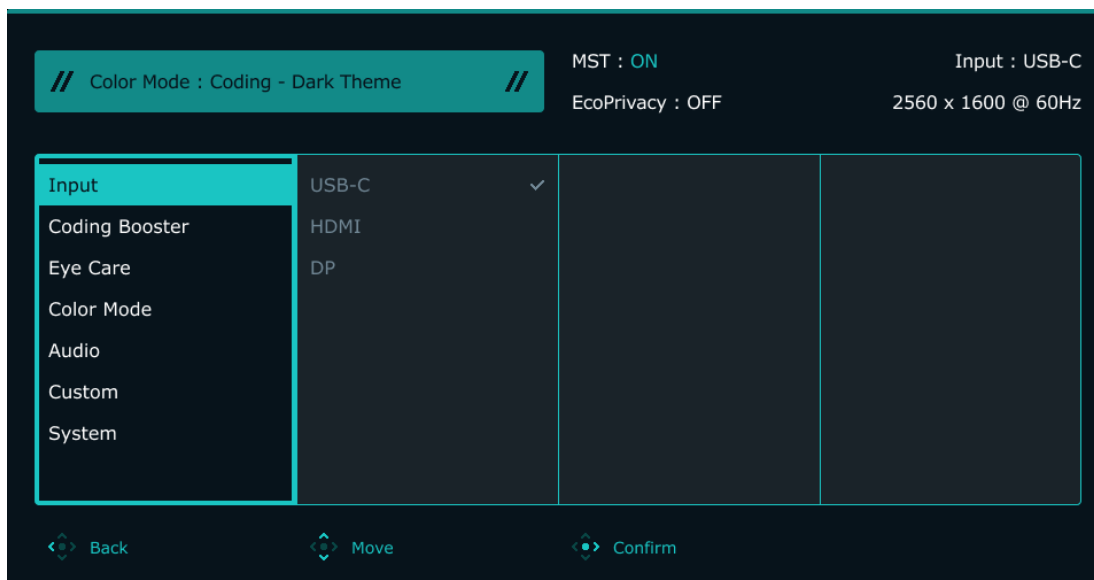 Color Mode : Coding - Dark Theme
MST : ON
Input : USB-C
EcoPrivacy : OFF
2560 x 1600 @ 60Hz
Input
USB-C
Coding Booster
HDMI
Eye Care
DP
Color Mode
Audio
Custom
System
Back
Move
Confirm